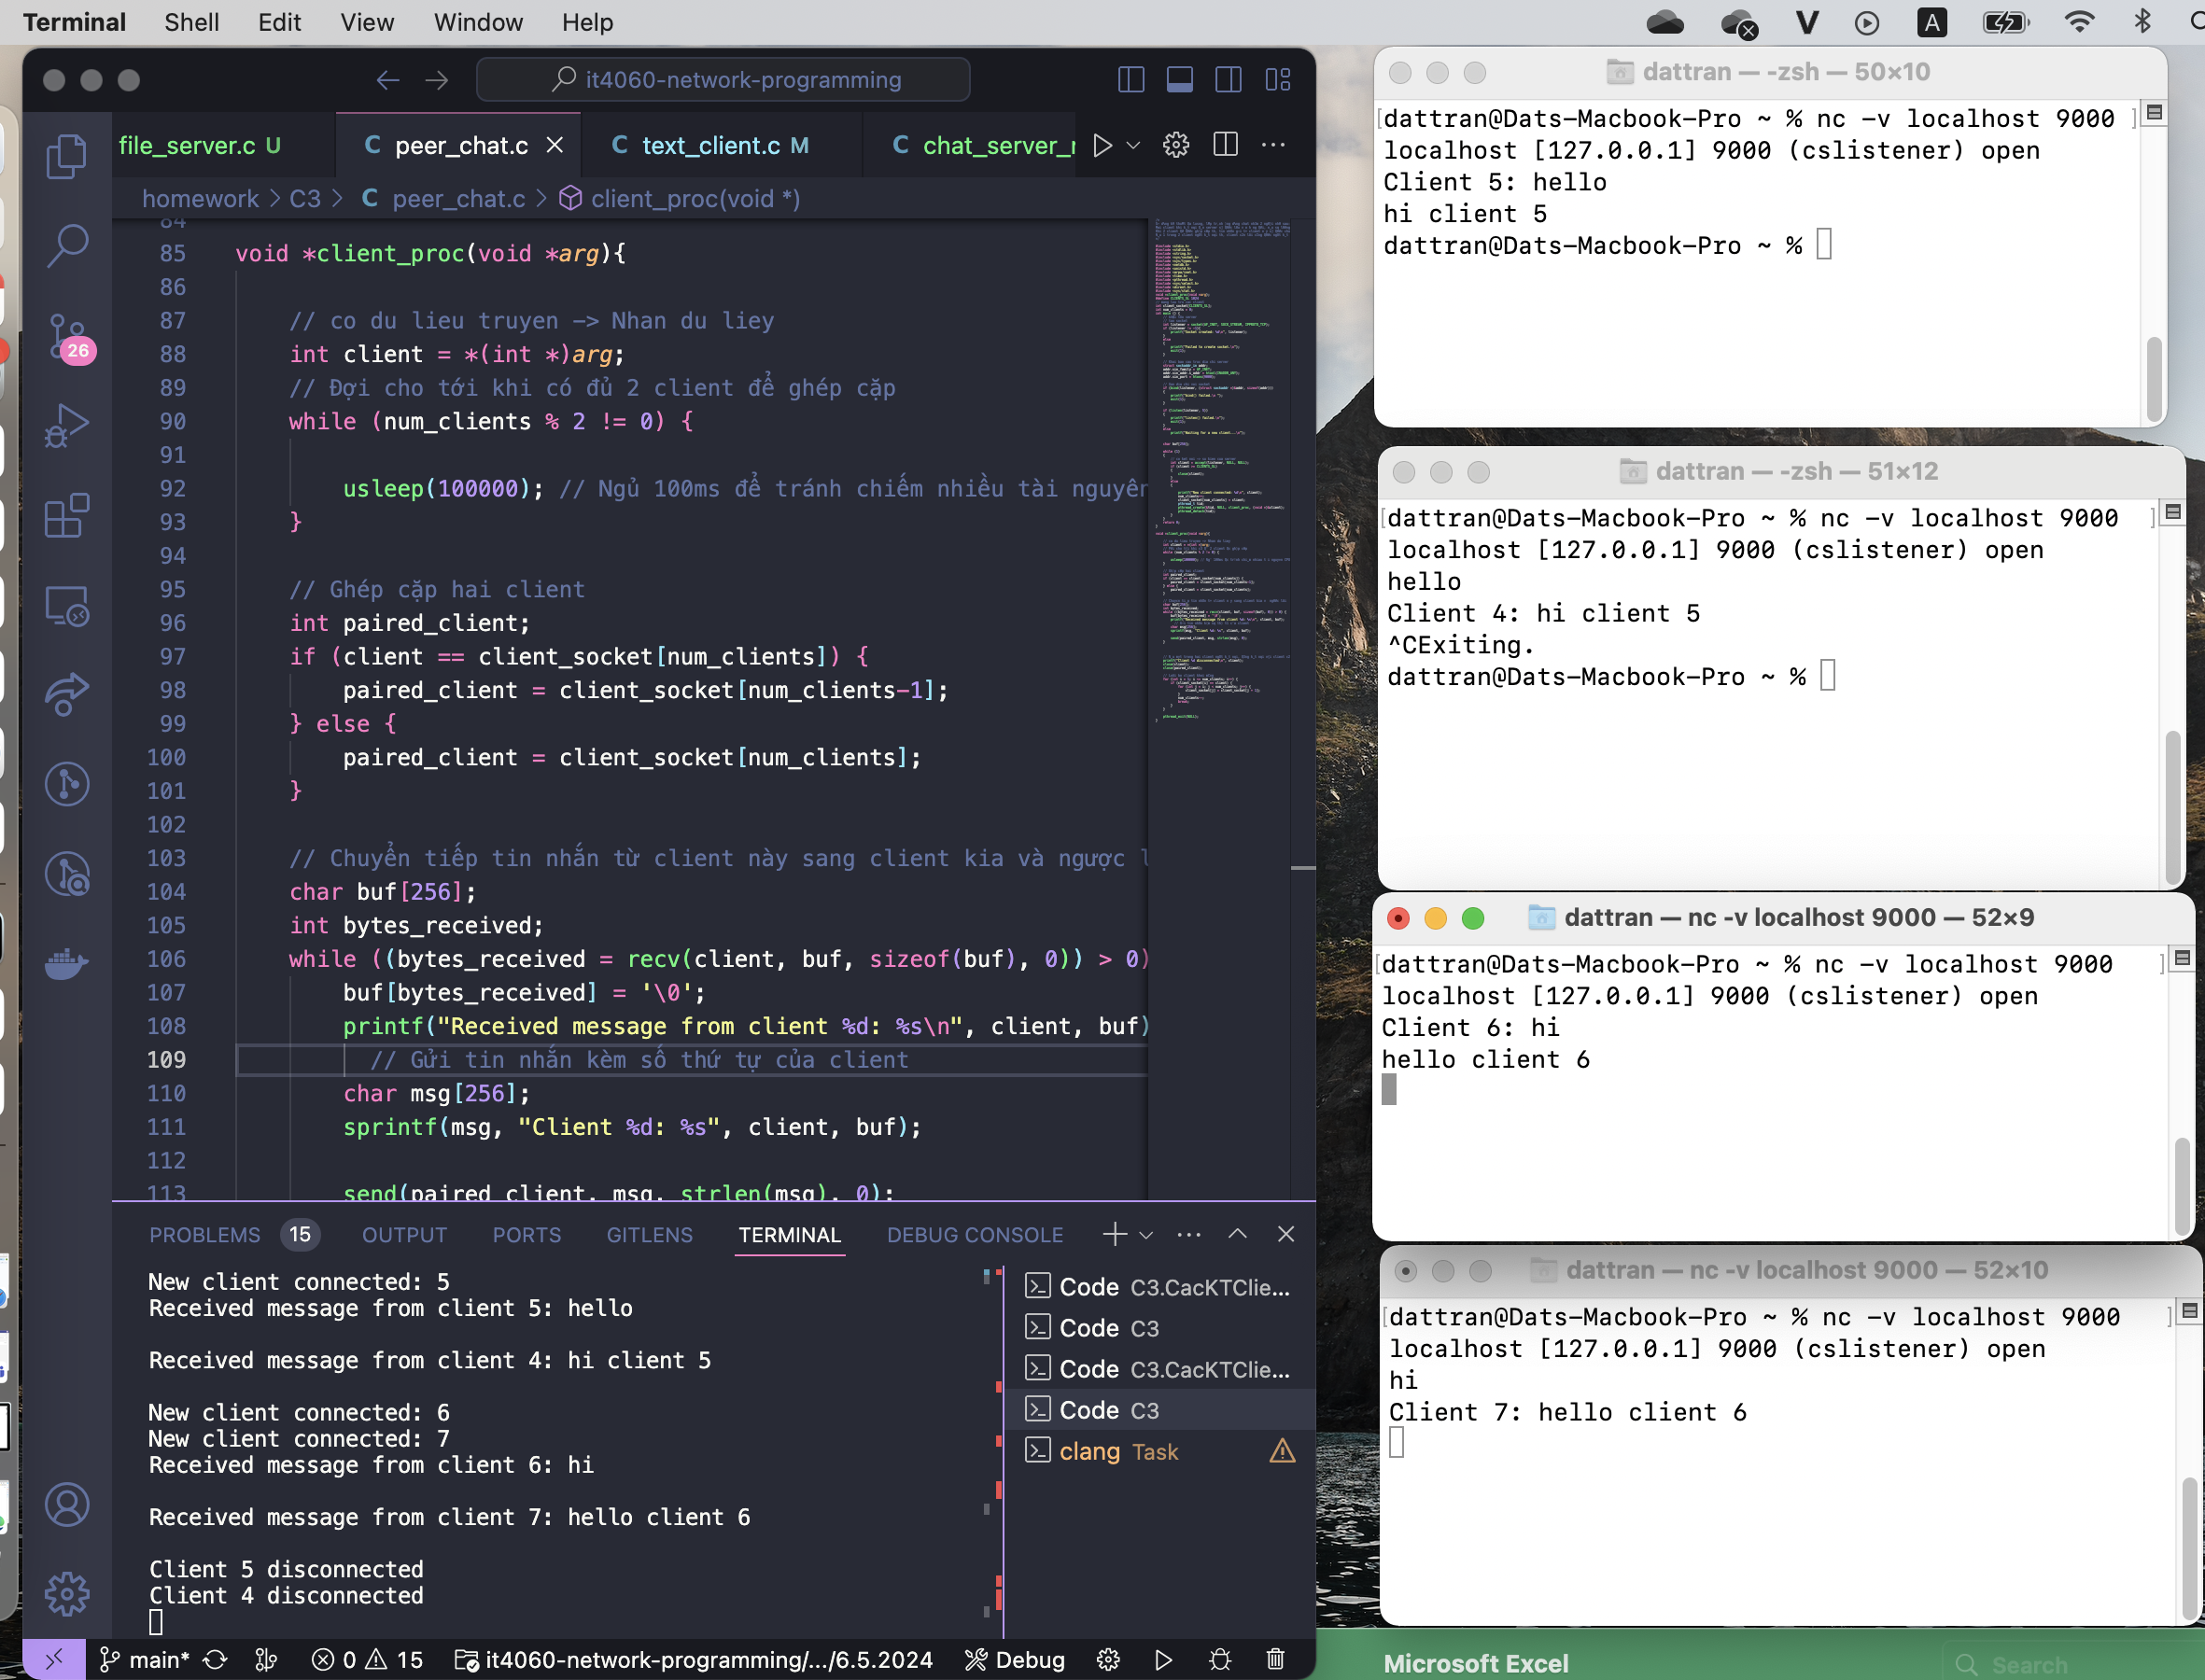 Terminal Shell Edit View Window Help
it4060-network-programming
file_server.c U
C peer_chat.c
C text_client.c M
C chat_server_
homework > C3 > C peer_chat.c > client_proc(void *)
84
85 void *client_proc(void *arg){
86
87 // co du lieu truyen -> Nhan du liey
88 int client = *(int *)arg;
89 // Đợi cho tới khi có đủ 2 client để ghép cặp
90 while (num_clients % 2 != 0) {
91
92 usleep(100000); // Ngủ 100ms để tránh chiếm nhiều tài nguyên
93 }
94
95 // Ghép cặp hai client
96 int paired_client;
97 if (client == client_socket[num_clients]) {
98 paired_client = client_socket[num_clients-1];
99 } else {
100 paired_client = client_socket[num_clients];
101 }
102
103 // Chuyển tiếp tin nhắn từ client này sang client kia và ngược l
104 char buf[256];
105 int bytes_received;
106 while ((bytes_received = recv(client, buf, sizeof(buf), 0)) > 0)
107 buf[bytes_received] = '\0';
108 printf("Received message from client %d: %s\n", client, buf)
109 // Gửi tin nhắn kèm số thứ tự của client
110 char msg[256];
111 sprintf(msg, "Client %d: %s", client, buf);
112
113 send(paired_client, msg, strlen(msg), 0);
26
PROBLEMS 15 OUTPUT PORTS GITLENS TERMINAL DEBUG CONSOLE
New client connected: 5
Received message from client 5: hello
Received message from client 4: hi client 5
New client connected: 6
New client connected: 7
Received message from client 6: hi
Received message from client 7: hello client 6
Client 5 disconnected
Client 4 disconnected
Code C3.CacKTClie...
Code C3
Code C3.CacKTClie...
Code C3
clang Task
main* 0 15 it4060-network-programming/.../6.5.2024 Debug
A
dattran — -zsh — 50×10
[dattran@Dats-Macbook-Pro ~ % nc -v localhost 9000 ]
localhost [127.0.0.1] 9000 (cslistener) open
Client 5: hello
hi client 5
dattran@Dats-Macbook-Pro ~ %
dattran — -zsh — 51×12
[dattran@Dats-Macbook-Pro ~ % nc -v localhost 9000 ]
localhost [127.0.0.1] 9000 (cslistener) open
hello
Client 4: hi client 5
^CExiting.
dattran@Dats-Macbook-Pro ~ %
dattran — nc -v localhost 9000 — 52×9
[dattran@Dats-Macbook-Pro ~ % nc -v localhost 9000 ]
localhost [127.0.0.1] 9000 (cslistener) open
Client 6: hi
hello client 6
dattran — nc -v localhost 9000 — 52×10
[dattran@Dats-Macbook-Pro ~ % nc -v localhost 9000 ]
localhost [127.0.0.1] 9000 (cslistener) open
hi
Client 7: hello client 6
Microsoft Excel
Search